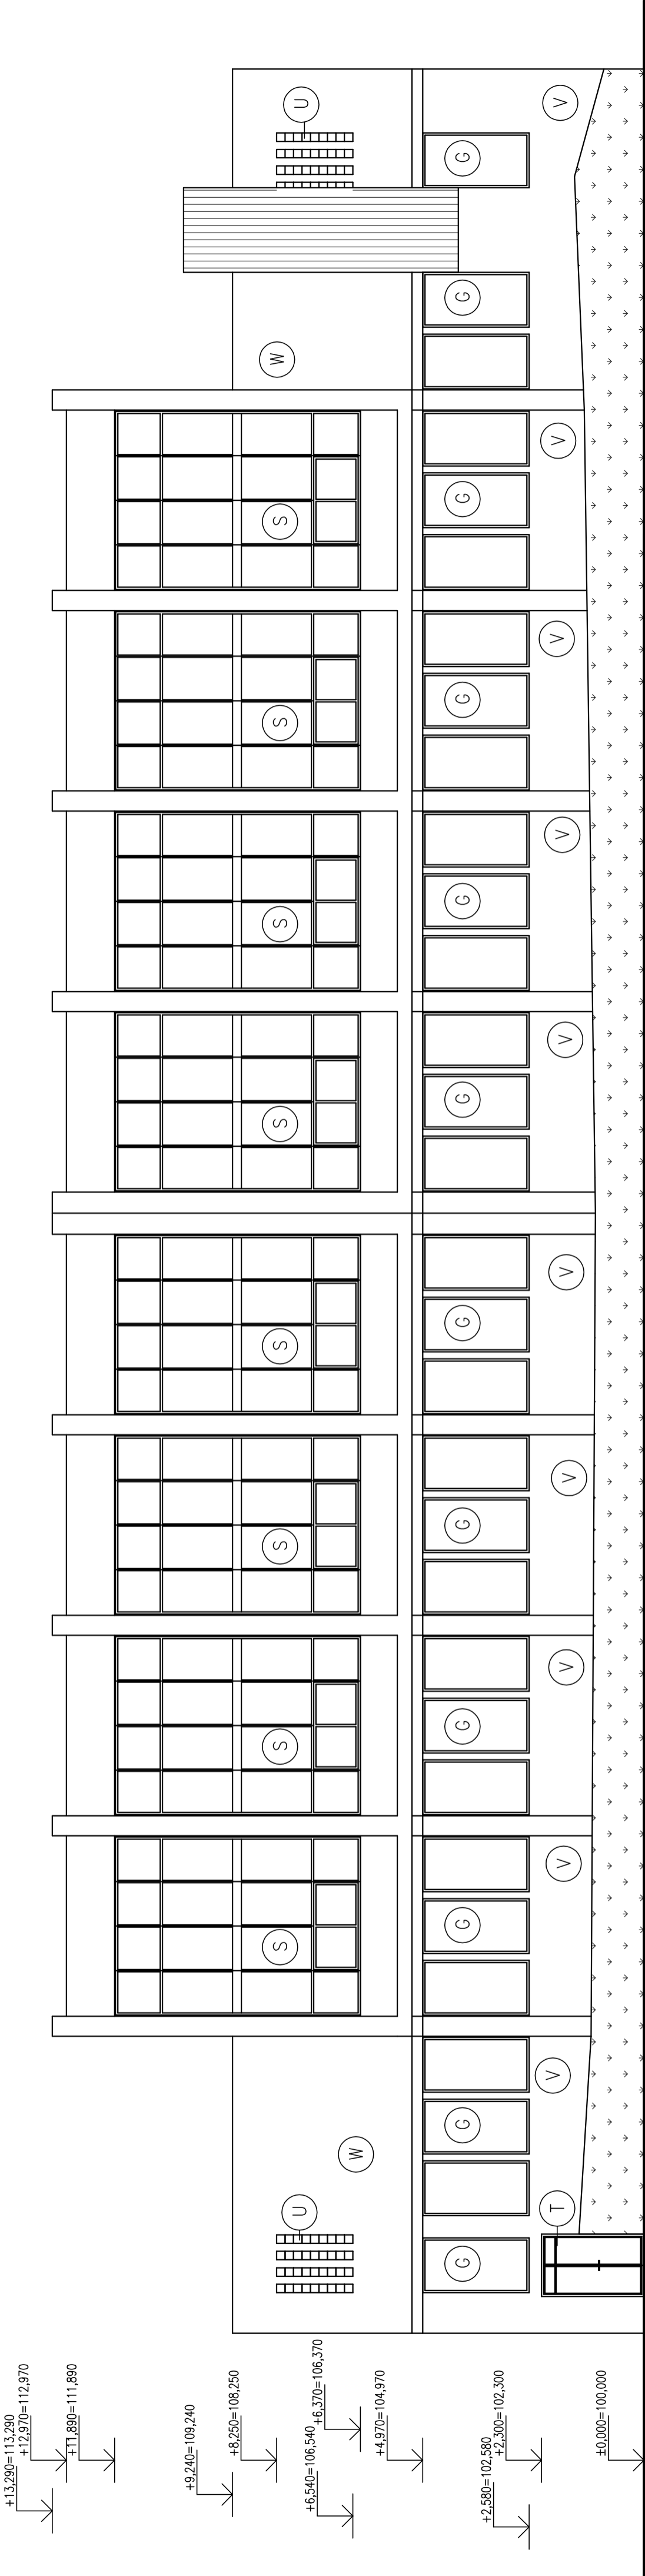 +13,290=113,290
+12,970=112,970
+11,890=111,890
+9,240=109,240
+8,250=108,250
+6,540=106,540
+6,370=106,370
+4,970=104,970
+2,580=102,580
+2,300=102,300
±0,000=100,000
U S S S S S S S S W U
W
G G G G G G G G G G G G
T V V V V V V V V V V